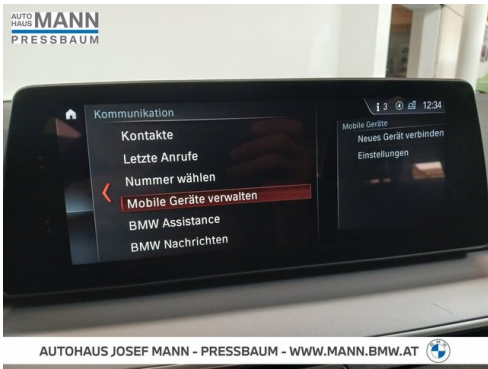 AUTO
HAUS MANN
PRESSBAUM
Kommunikation
Kontakte
Letzte Anrufe
Nummer wählen
Mobile Geräte verwalten
BMW Assistance
BMW Nachrichten
3 12:34
Mobile Geräte
Neues Gerät verbinden
Einstellungen
AUTOHAUS JOSEF MANN - PRESSBAUM - WWW.MANN.BMW.AT